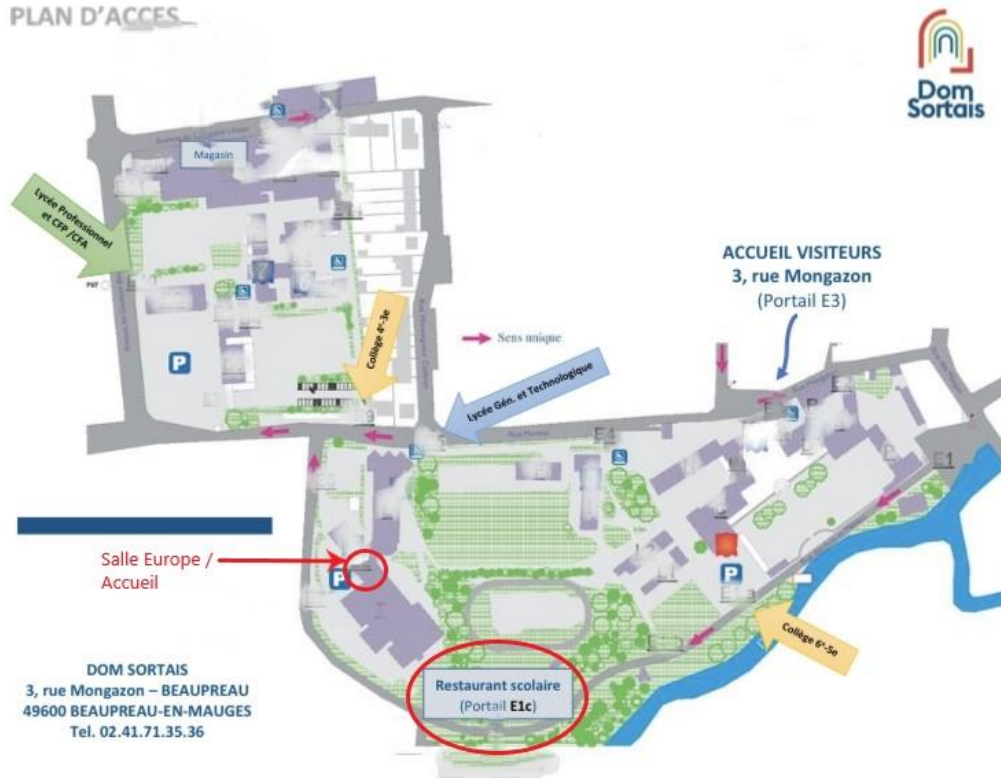 PLAN D'ACCES
Dom
Sortais
Magasin
Lycée Professionnel
et CFP /CFA
ACCUEIL VISITEURS
3, rue Mongazon
(Portail E3)
Collège 4e-3e
Sens unique
Lycée Gén. et Technologique
E1
P
P
P
Salle Europe /
Accueil
Collège 6e-5e
Restaurant scolaire
(Portail E1c)
DOM SORTAIS
3, rue Mongazon – BEAUPREAU
49600 BEAUPREAU-EN-MAUGES
Tel. 02.41.71.35.36